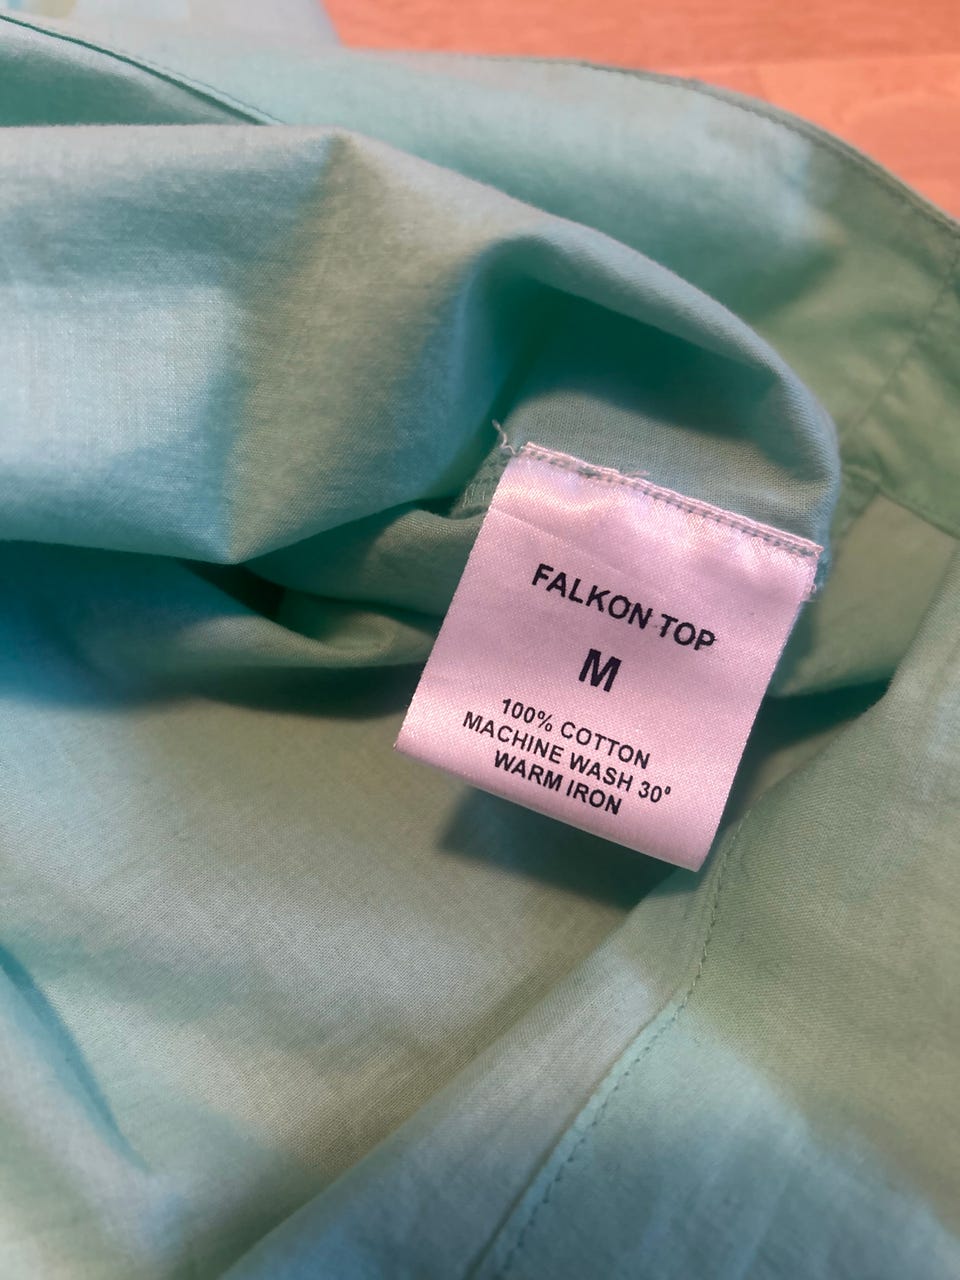 FALKON TOP
M
100% COTTON
MACHINE WASH 30°
WARM IRON